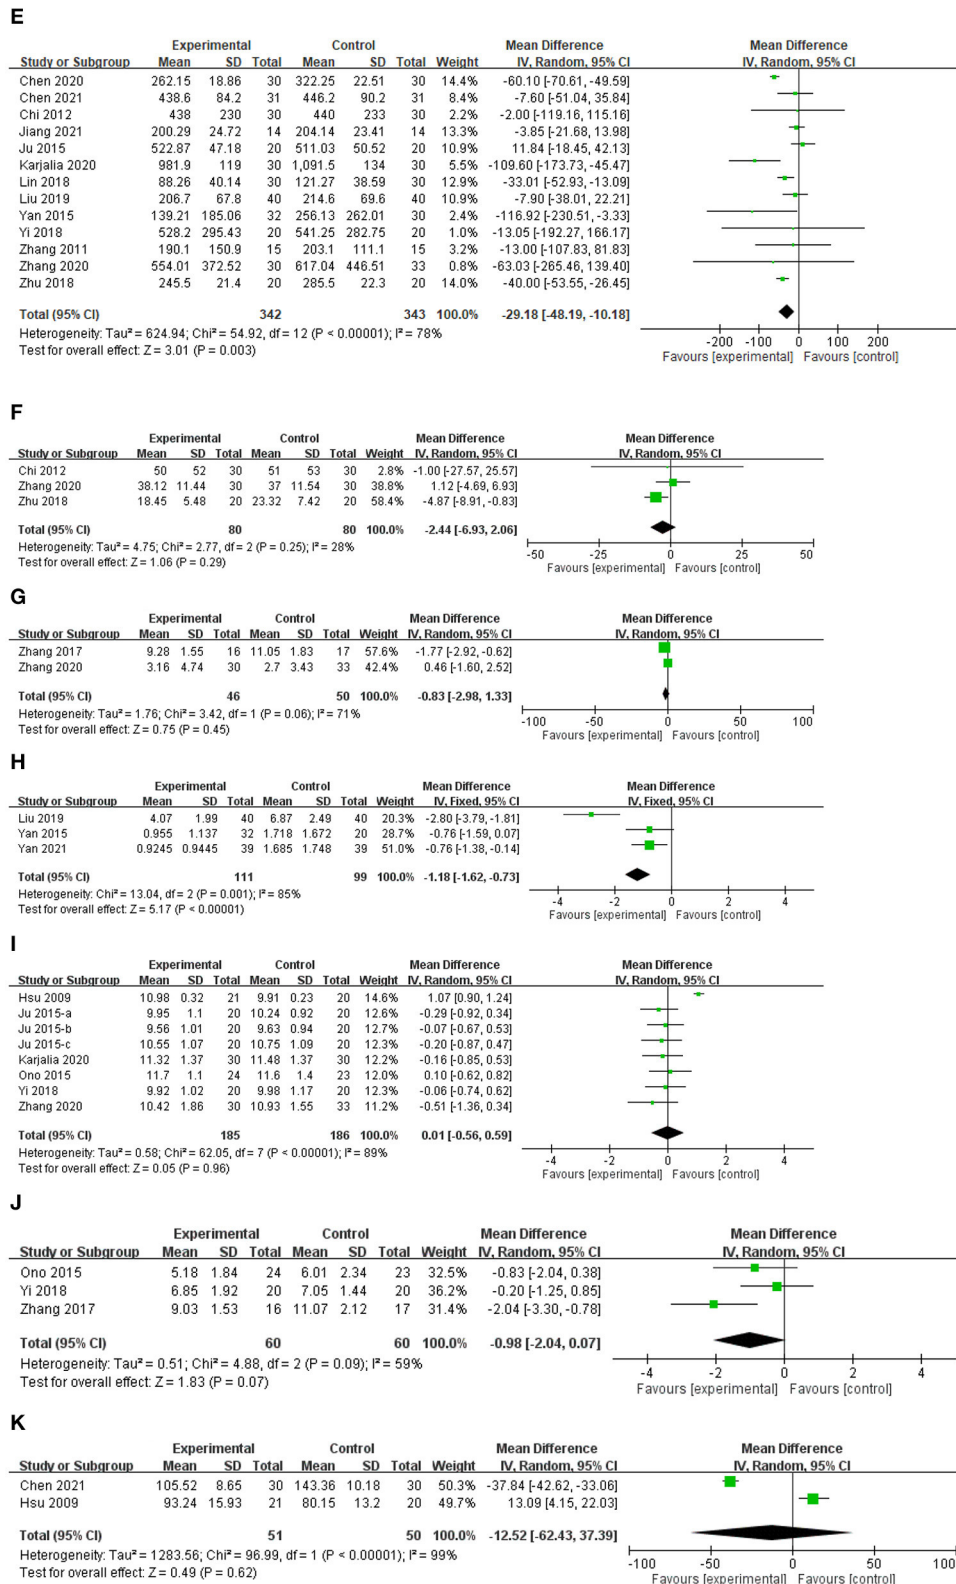 E
Experimental Control Mean Difference Mean Difference
Study or Subgroup Mean SD Total Mean SD Total Weight IV, Random, 95% CI IV, Random, 95% CI
Chen 2020 262.15 18.86 30 322.25 22.51 30 14.4% -60.10 [-70.61, -49.59]
Chen 2021 438.6 84.2 31 446.2 90.2 31 8.4% -7.60 [-51.04, 35.84]
Chi 2012 438 230 30 440 233 30 2.2% -2.00 [-119.16, 115.16]
Jiang 2021 200.29 24.72 14 204.14 23.41 14 13.3% -3.85 [-21.68, 13.98]
Ju 2015 522.87 47.18 20 511.03 50.52 20 10.9% 11.84 [-18.45, 42.13]
Karjalia 2020 981.9 119 30 1,091.5 134 30 5.5% -109.60 [-173.73, -45.47]
Lin 2018 88.26 40.14 30 121.27 38.59 30 12.9% -33.01 [-52.93, -13.09]
Liu 2019 206.7 67.8 40 214.6 69.6 40 10.9% -7.90 [-38.01, 22.21]
Yan 2015 139.21 185.06 32 256.13 262.01 30 2.4% -116.92 [-230.51, -3.33]
Yi 2018 528.2 295.43 20 541.25 282.75 20 1.0% -13.05 [-192.27, 166.17]
Zhang 2011 190.1 150.9 15 203.1 111.1 15 3.2% -13.00 [-107.83, 81.83]
Zhang 2020 554.01 372.52 30 617.04 446.51 33 0.8% -63.03 [-265.46, 139.40]
Zhu 2018 245.5 21.4 20 285.5 22.3 20 14.0% -40.00 [-53.55, -26.45]
Total (95% CI) 342 343 100.0% -29.18 [-48.19, -10.18]
Heterogeneity: Tau² = 624.94; Chi² = 54.92, df = 12 (P < 0.00001); I² = 78%
Test for overall effect: Z = 3.01 (P = 0.003)
-200 -100 0 100 200
Favours [experimental] Favours [control]
F
Experimental Control Mean Difference Mean Difference
Study or Subgroup Mean SD Total Mean SD Total Weight IV, Random, 95% CI IV, Random, 95% CI
Chi 2012 50 52 30 51 53 30 2.8% -1.00 [-27.57, 25.57]
Zhang 2020 38.12 11.44 30 37 11.54 30 38.8% 1.12 [-4.69, 6.93]
Zhu 2018 18.45 5.48 20 23.32 7.42 20 58.4% -4.87 [-8.91, -0.83]
Total (95% CI) 80 80 100.0% -2.44 [-6.93, 2.06]
Heterogeneity: Tau² = 4.75; Chi² = 2.77, df = 2 (P = 0.25); I² = 28%
Test for overall effect: Z = 1.06 (P = 0.29)
-50 -25 0 25 50
Favours [experimental] Favours [control]
G
Experimental Control Mean Difference Mean Difference
Study or Subgroup Mean SD Total Mean SD Total Weight IV, Random, 95% CI IV, Random, 95% CI
Zhang 2017 9.28 1.55 16 11.05 1.83 17 57.6% -1.77 [-2.92, -0.62]
Zhang 2020 3.16 4.74 30 2.7 3.43 33 42.4% 0.46 [-1.60, 2.52]
Total (95% CI) 46 50 100.0% -0.83 [-2.98, 1.33]
Heterogeneity: Tau² = 1.76; Chi² = 3.42, df = 1 (P = 0.06); I² = 71%
Test for overall effect: Z = 0.75 (P = 0.45)
-100 -50 0 50 100
Favours [experimental] Favours [control]
H
Experimental Control Mean Difference Mean Difference
Study or Subgroup Mean SD Total Mean SD Total Weight IV, Fixed, 95% CI IV, Fixed, 95% CI
Liu 2019 4.07 1.99 40 6.87 2.49 40 20.3% -2.80 [-3.79, -1.81]
Yan 2015 0.955 1.137 32 1.718 1.672 20 28.7% -0.76 [-1.59, 0.07]
Yan 2021 0.9245 0.9445 39 1.685 1.748 39 51.0% -0.76 [-1.38, -0.14]
Total (95% CI) 111 99 100.0% -1.18 [-1.62, -0.73]
Heterogeneity: Chi² = 13.04, df = 2 (P = 0.001); I² = 85%
Test for overall effect: Z = 5.17 (P < 0.00001)
-4 -2 0 2 4
Favours [experimental] Favours [control]
I
Experimental Control Mean Difference Mean Difference
Study or Subgroup Mean SD Total Mean SD Total Weight IV, Random, 95% CI IV, Random, 95% CI
Hsu 2009 10.98 0.32 21 9.91 0.23 20 14.6% 1.07 [0.90, 1.24]
Ju 2015-a 9.95 1.1 20 10.24 0.92 20 12.6% -0.29 [-0.92, 0.34]
Ju 2015-b 9.56 1.01 20 9.63 0.94 20 12.8% -0.07 [-0.67, 0.53]
Ju 2015-c 10.55 1.07 20 10.75 1.09 20 12.3% -0.20 [-0.87, 0.47]
Karjalia 2020 11.32 1.37 30 11.48 1.37 30 12.2% -0.16 [-0.85, 0.53]
Ono 2015 11.7 1.1 24 11.6 1.4 23 12.0% 0.10 [-0.62, 0.82]
Yi 2018 9.92 1.02 20 9.98 1.17 20 12.3% -0.06 [-0.74, 0.62]
Zhang 2020 10.42 1.86 30 10.93 1.55 33 11.2% -0.51 [-1.36, 0.34]
Total (95% CI) 185 186 100.0% 0.01 [-0.56, 0.59]
Heterogeneity: Tau² = 0.58; Chi² = 62.05, df = 7 (P < 0.00001); I² = 89%
Test for overall effect: Z = 0.05 (P = 0.96)
-4 -2 0 2 4
Favours [experimental] Favours [control]
J
Experimental Control Mean Difference Mean Difference
Study or Subgroup Mean SD Total Mean SD Total Weight IV, Random, 95% CI IV, Random, 95% CI
Ono 2015 5.18 1.84 24 6.01 2.34 23 32.5% -0.83 [-2.04, 0.38]
Yi 2018 6.85 1.92 20 7.05 1.44 20 36.2% -0.20 [-1.25, 0.85]
Zhang 2017 9.03 1.53 16 11.07 2.12 17 31.4% -2.04 [-3.30, -0.78]
Total (95% CI) 60 60 100.0% -0.98 [-2.04, 0.07]
Heterogeneity: Tau² = 0.51; Chi² = 4.88, df = 2 (P = 0.09); I² = 59%
Test for overall effect: Z = 1.83 (P = 0.07)
-4 -2 0 2 4
Favours [experimental] Favours [control]
K
Experimental Control Mean Difference Mean Difference
Study or Subgroup Mean SD Total Mean SD Total Weight IV, Random, 95% CI IV, Random, 95% CI
Chen 2021 105.52 8.65 30 143.36 10.18 30 50.3% -37.84 [-42.62, -33.06]
Hsu 2009 93.24 15.93 21 80.15 13.2 20 49.7% 13.09 [4.15, 22.03]
Total (95% CI) 51 50 100.0% -12.52 [-62.43, 37.39]
Heterogeneity: Tau² = 1283.56; Chi² = 96.99, df = 1 (P < 0.00001); I² = 99%
Test for overall effect: Z = 0.49 (P = 0.62)
-100 -50 0 50 100
Favours [experimental] Favours [control]